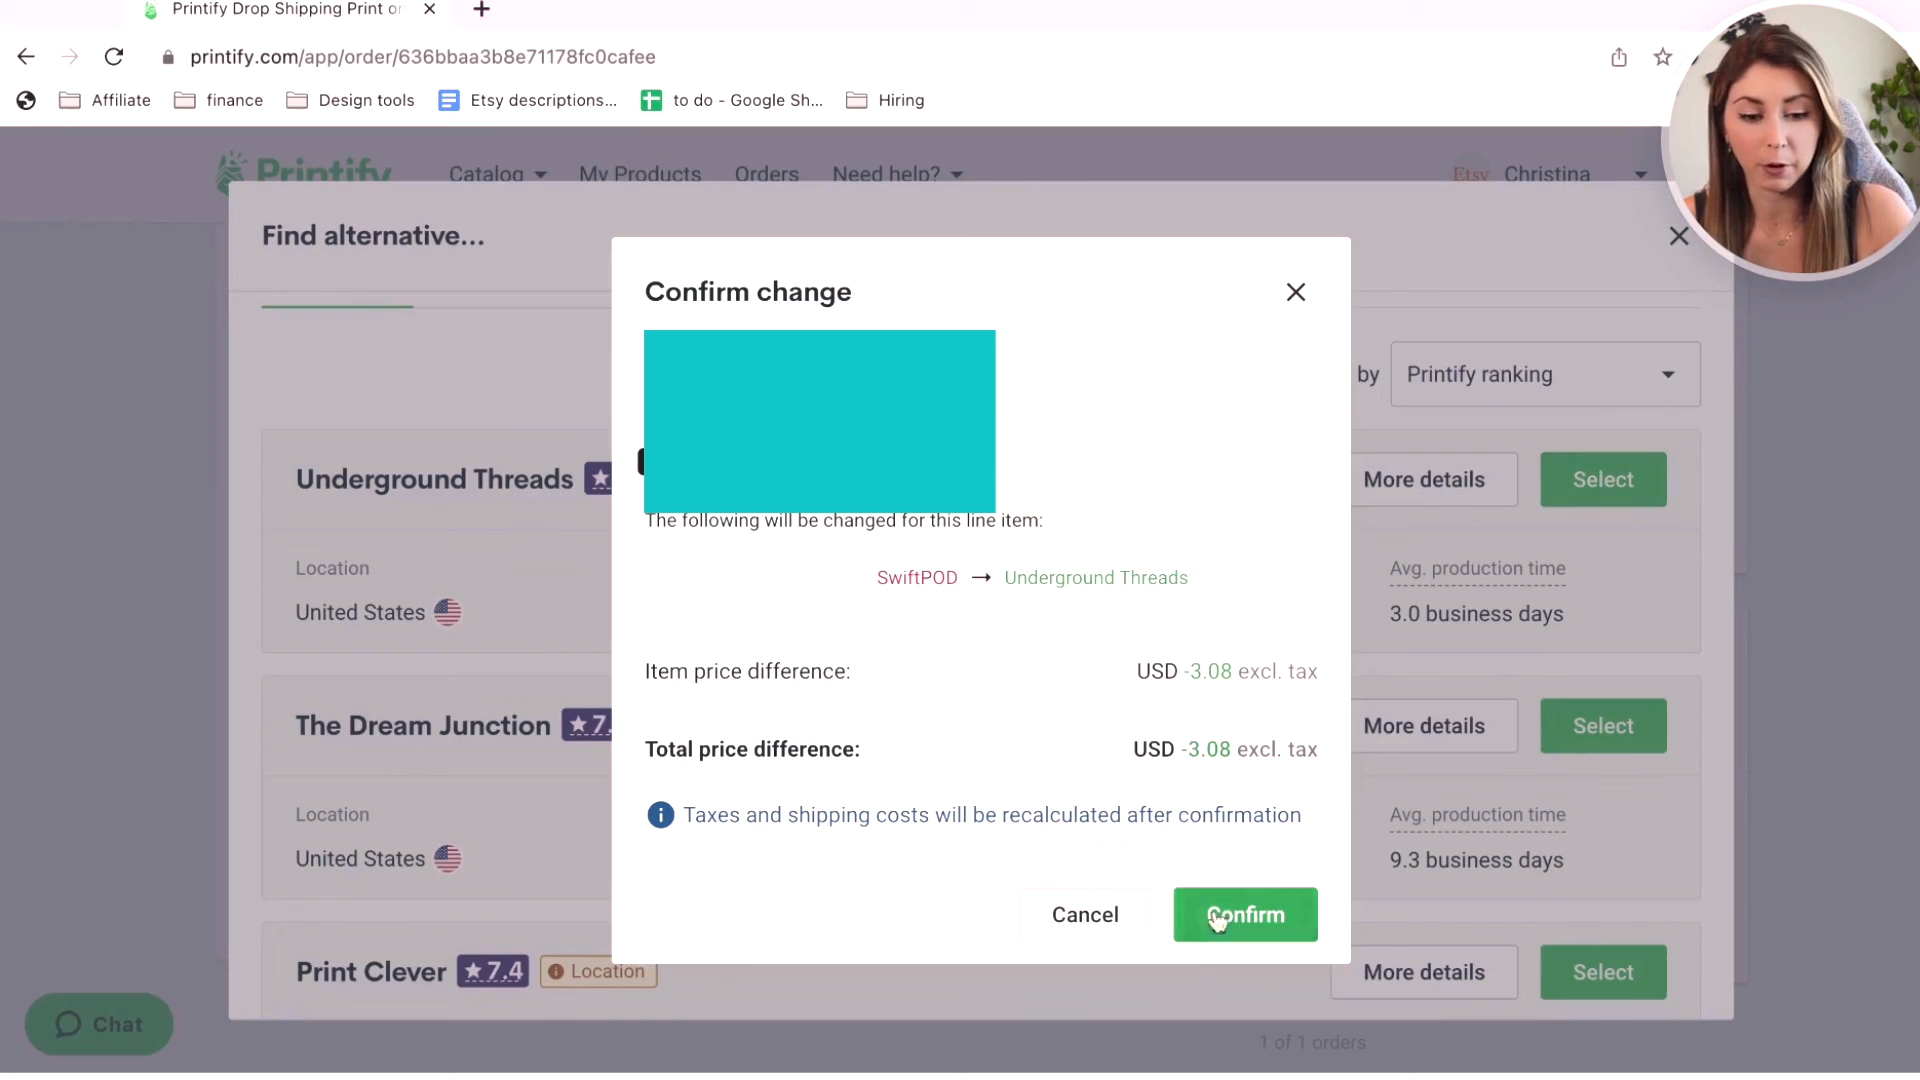 Printify Drop Shipping Print on
printify.com/app/order/636bbaa3b8e71178fc0cafee
Affiliate finance Design tools Etsy descriptions... to do - Google Sh... Hiring
Printify Catalog My Products Orders Need help? Etsy Christina
Find alternative...
Confirm change
by Printify ranking
Underground Threads More details Select
The following will be changed for this line item:
Location Avg. production time
SwiftPOD → Underground Threads
United States 3.0 business days
Item price difference: USD -3.08 excl. tax
The Dream Junction ★7. More details Select
Total price difference: USD -3.08 excl. tax
Location Avg. production time
Taxes and shipping costs will be recalculated after confirmation
United States 9.3 business days
Cancel Confirm
Print Clever ★7.4 Location More details Select
Chat
1 of 1 orders